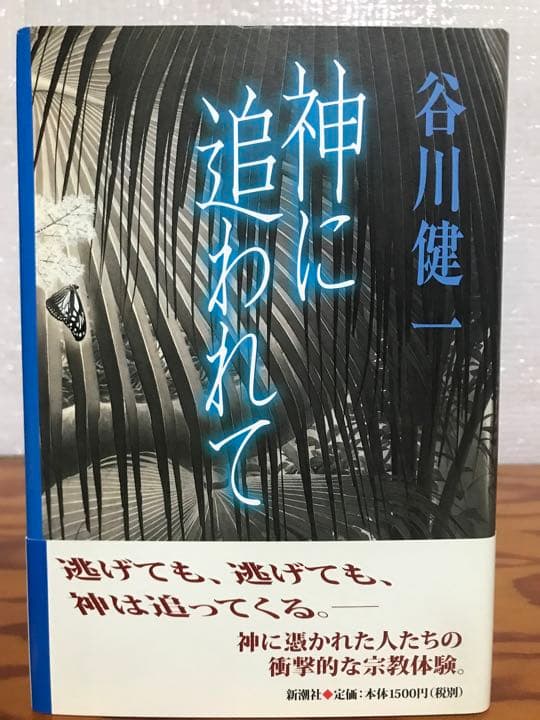 谷川健一
神に
追われて
逃げても、逃げても、
神は追ってくる。―
神に憑かれた人たちの
衝撃的な宗教体験。
新潮社◆定価:本体1500円(税別)